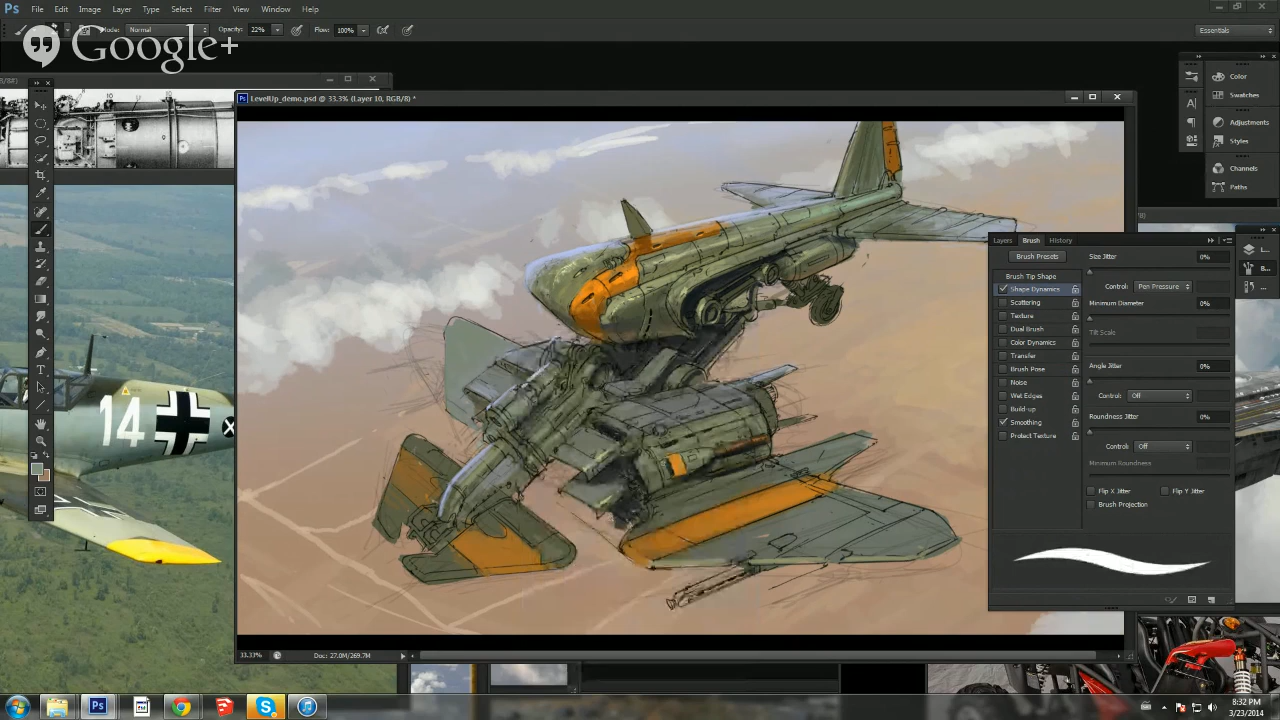 Ps File Edit Image Layer Type Select Filter View Window Help
Mode: Normal Opacity: 22% Flow: 100% Essentials
Google+
/8#)
LevelUp_demo.psd @ 33.3% (Layer 10, RGB/8) *
Color
Swatches
Adjustments
Styles
Channels
Paths
Layers Brush History
Brush Presets
Size Jitter 0%
Brush Tip Shape
Shape Dynamics
Control: Pen Pressure
Scattering
Minimum Diameter 0%
Texture
Dual Brush
Tilt Scale
Color Dynamics
Transfer
Angle Jitter 0%
Brush Pose
Noise
Wet Edges
Control: Off
Build-up
Roundness Jitter 0%
Smoothing
Protect Texture
Control: Off
Minimum Roundness
Flip X Jitter Flip Y Jitter
Brush Projection
L...
B...
14
33.33% Doc: 27.0M/269.7M
8:32 PM
3/23/2014